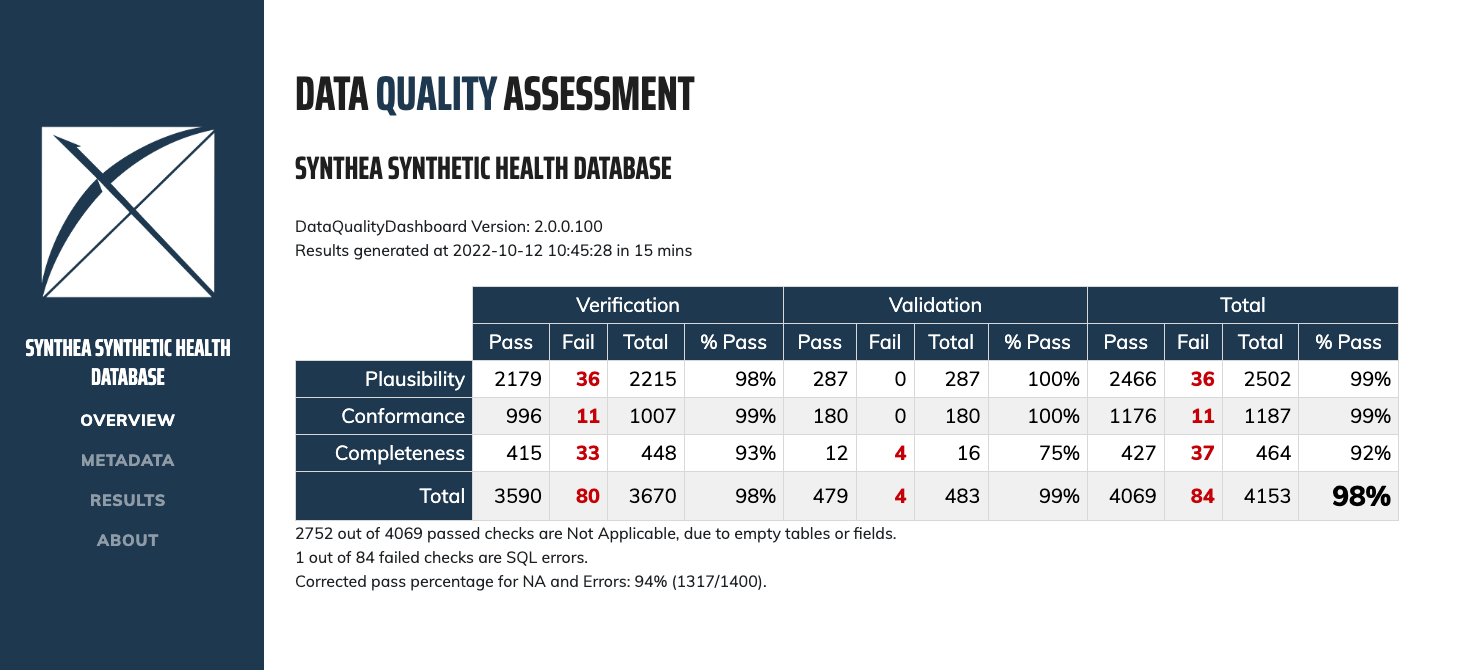 SYNTHEA SYNTHETIC HEALTH
DATABASE
OVERVIEW
METADATA
RESULTS
ABOUT
DATA QUALITY ASSESSMENT
SYNTHEA SYNTHETIC HEALTH DATABASE
DataQualityDashboard Version: 2.0.0.100
Results generated at 2022-10-12 10:45:28 in 15 mins
Verification Validation Total
Pass Fail Total % Pass Pass Fail Total % Pass Pass Fail Total % Pass
Plausibility 2179 36 2215 98% 287 0 287 100% 2466 36 2502 99%
Conformance 996 11 1007 99% 180 0 180 100% 1176 11 1187 99%
Completeness 415 33 448 93% 12 4 16 75% 427 37 464 92%
Total 3590 80 3670 98% 479 4 483 99% 4069 84 4153 98%
2752 out of 4069 passed checks are Not Applicable, due to empty tables or fields.
1 out of 84 failed checks are SQL errors.
Corrected pass percentage for NA and Errors: 94% (1317/1400).